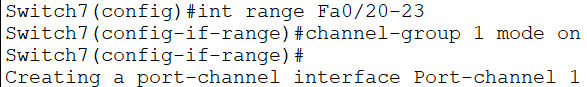 Switch7(config)#int range Fa0/20-23
Switch7(config-if-range)#channel-group 1 mode on
Switch7(config-if-range)#
Creating a port-channel interface Port-channel 1